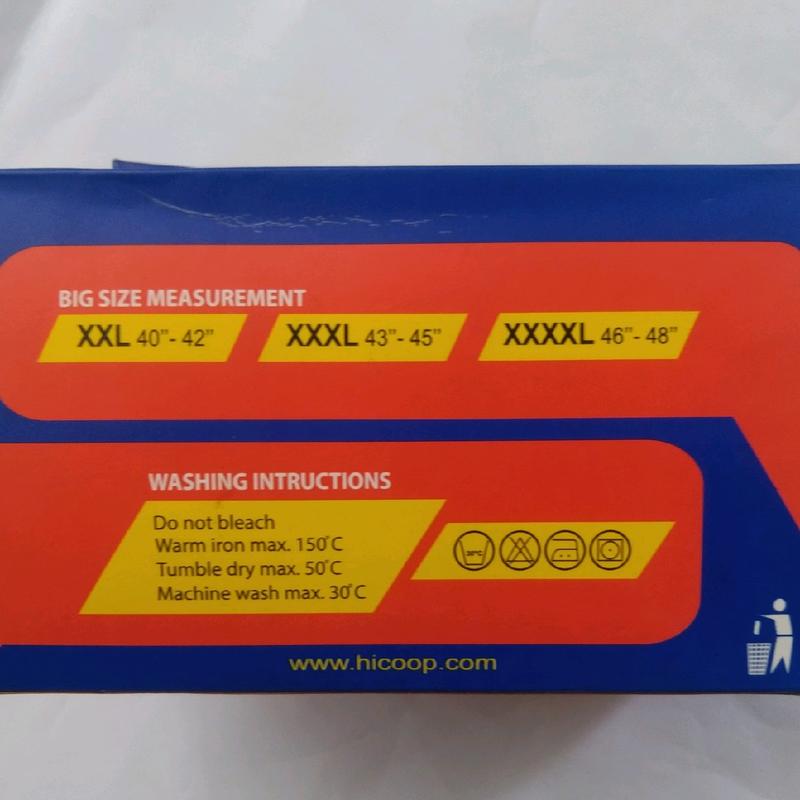 BIG SIZE MEASUREMENT
XXL 40”- 42” XXXL 43”- 45” XXXXL 46”- 48”
WASHING INTRUCTIONS
Do not bleach
Warm iron max. 150°C
Tumble dry max. 50°C
Machine wash max. 30°C
30°C
www.hicoop.com